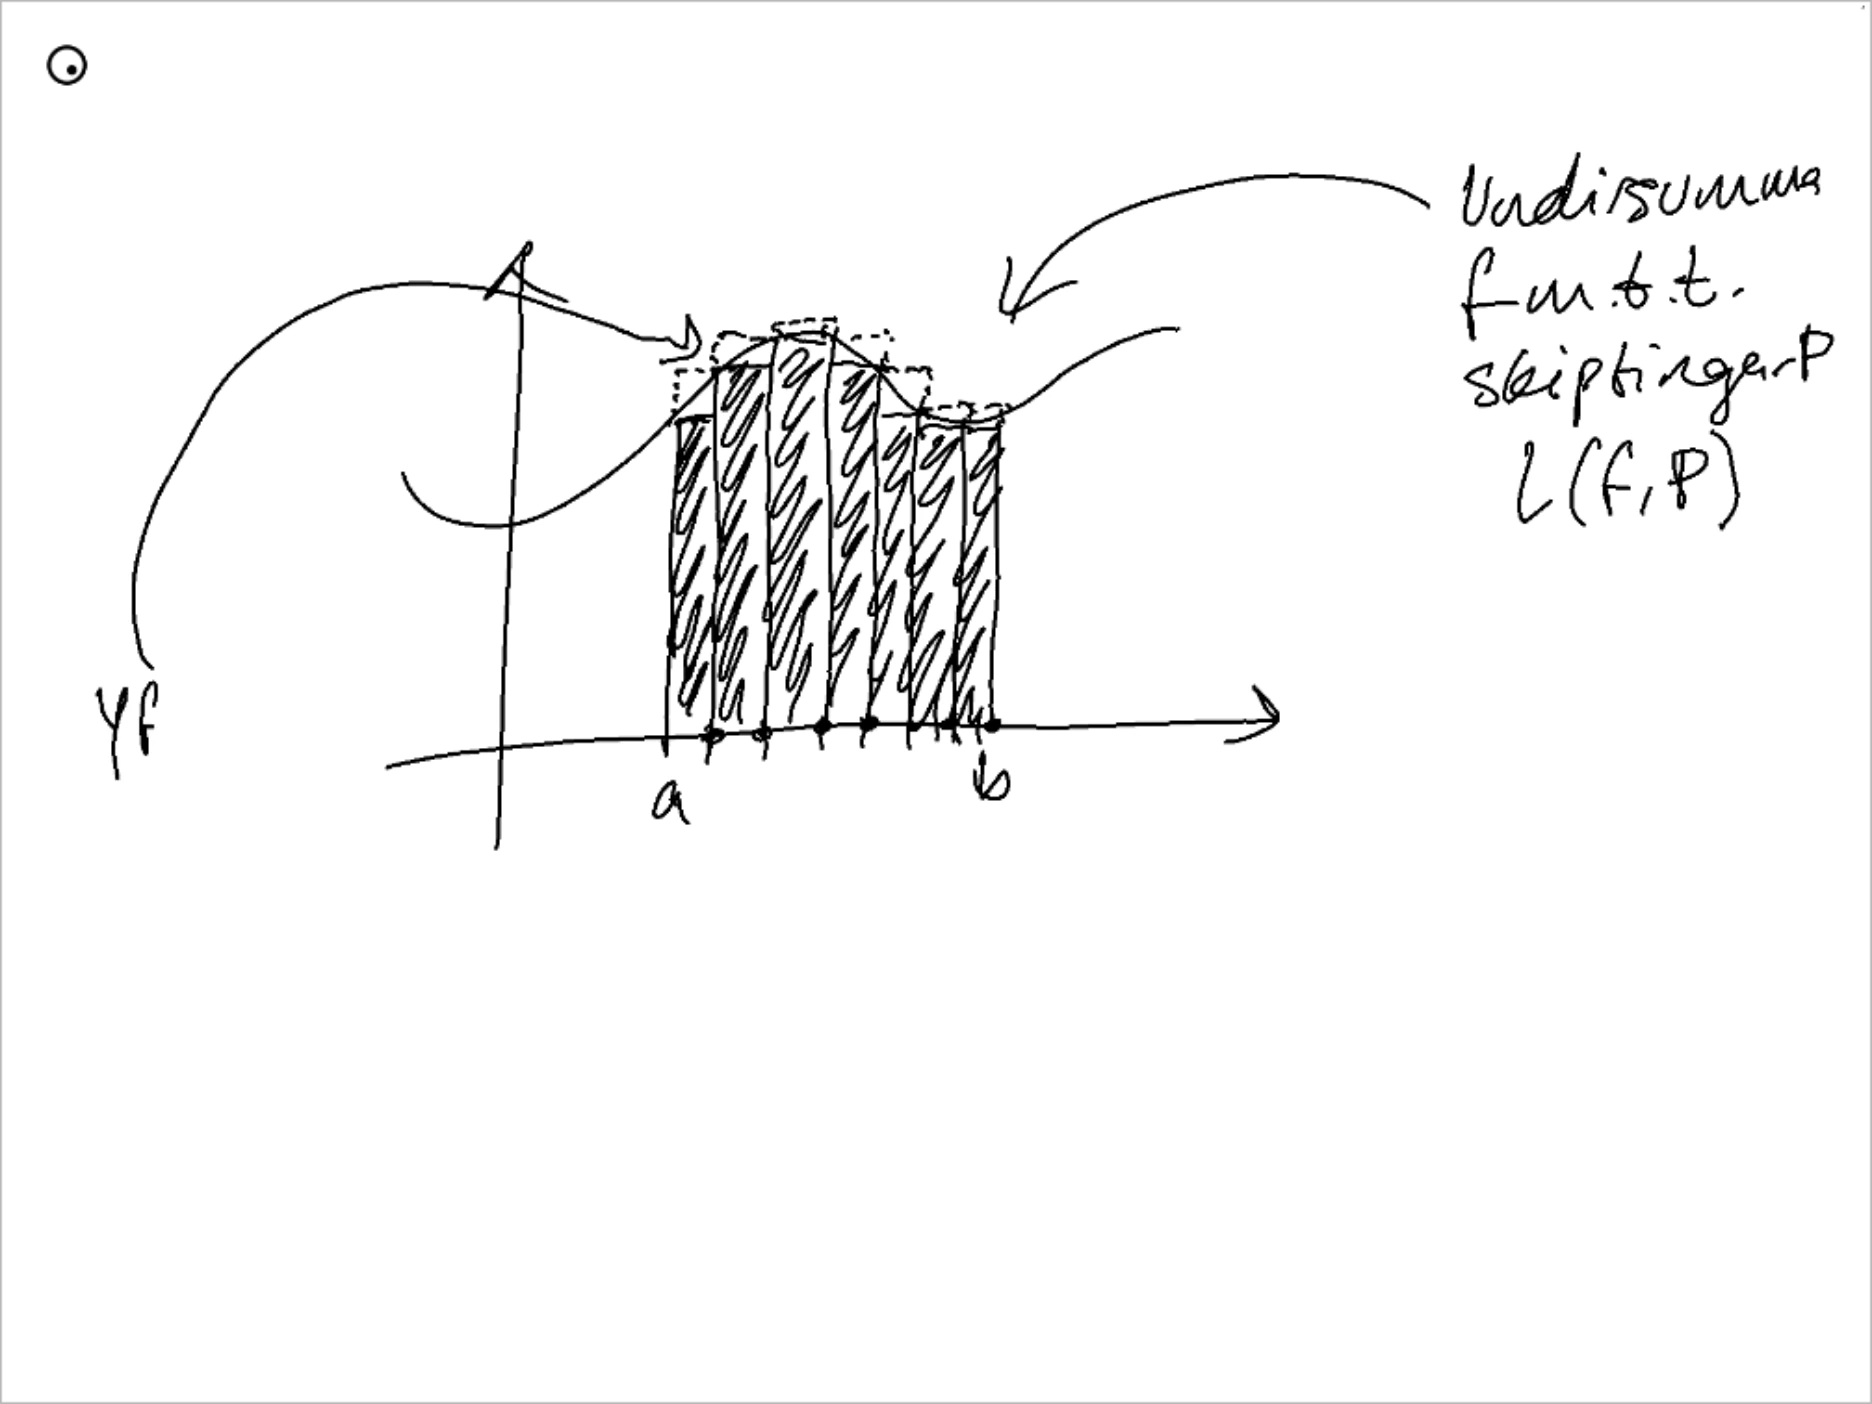 Undirsumma
f m.t.t.
skiptingar P
L(f,P)
Yf
a
b